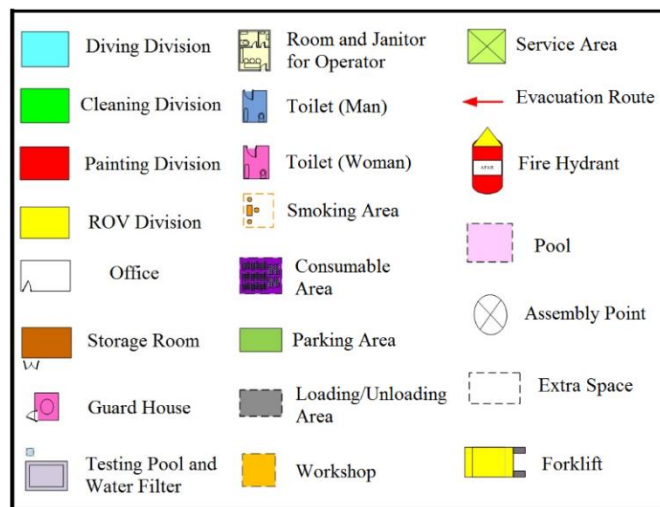 Diving Division
Cleaning Division
Painting Division
ROV Division
Office
Storage Room
Guard House
Testing Pool and
Water Filter
Room and Janitor
for Operator
Toilet (Man)
Toilet (Woman)
Smoking Area
Consumable
Area
Parking Area
Loading/Unloading
Area
Workshop
Service Area
Evacuation Route
Fire Hydrant
Pool
Assembly Point
Extra Space
Forklift